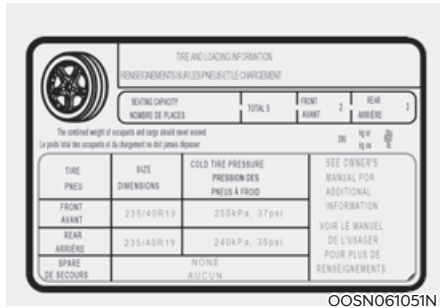 TIRE AND LOADING INFORMATION
RENSEIGNEMENTS SUR LES PNEUS ET LE CHARGEMENT
SEATING CAPACITY
NOMBRE DE PLACES
TOTAL 5
FRONT
AVANT
2
REAR
ARRIÈRE
3
The combined weight of occupants and cargo should never exceed
Le poids total des occupants et du chargement ne doit jamais dépasser
kg or
kg ou
TIRE
PNEU
SIZE
DIMENSIONS
COLD TIRE PRESSURE
PRESSION DES
PNEUS À FROID
SEE OWNER'S
MANUAL FOR
ADDITIONAL
INFORMATION
VOIR LE MANUEL
DE L'USAGER
POUR PLUS DE
RENSEIGNEMENTS
FRONT
AVANT
235/40R19
255kPa, 37psi
REAR
ARRIÈRE
235/40R19
240kPa, 35psi
SPARE
DE SECOURS
NONE
AUCUN
OOSN061051N